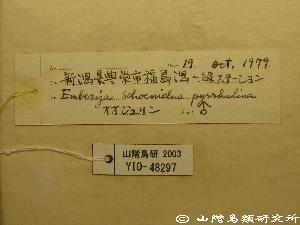 19. Oct, 1979
新潟県豊栄市福島潟一級ステーション
Emberiza schoeniclus pyrrhulina
オオジュリン ♂
山階鳥研 2003
YIO-48297
© 山階鳥類研究所